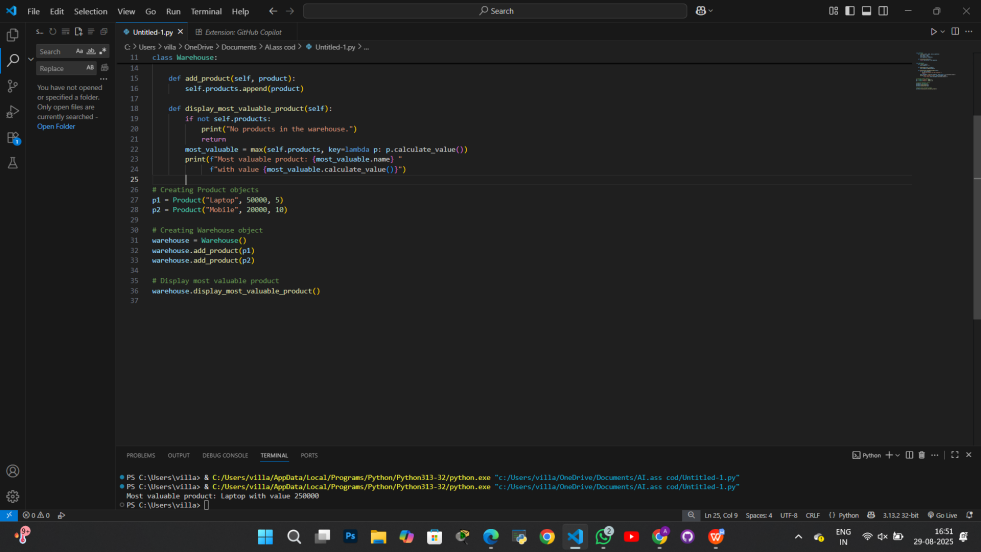 File Edit Selection View Go Run Terminal Help
Search
S...
Untitled-1.py
Extension: GitHub Copilot
C: > Users > villa > OneDrive > Documents > AI.ass cod > Untitled-1.py > ...
Search
Replace
You have not opened
or specified a folder.
Only open files are
currently searched -
Open Folder
11 class Warehouse:
14
15 def add_product(self, product):
16 self.products.append(product)
17
18 def display_most_valuable_product(self):
19 if not self.products:
20 print("No products in the warehouse.")
21 return
22 most_valuable = max(self.products, key=lambda p: p.calculate_value())
23 print(f"Most valuable product: {most_valuable.name} "
24 f"with value {most_valuable.calculate_value()}")
25
26 # Creating Product objects
27 p1 = Product("Laptop", 50000, 5)
28 p2 = Product("Mobile", 20000, 10)
29
30 # Creating Warehouse object
31 warehouse = Warehouse()
32 warehouse.add_product(p1)
33 warehouse.add_product(p2)
34
35 # Display most valuable product
36 warehouse.display_most_valuable_product()
37
PROBLEMS OUTPUT DEBUG CONSOLE TERMINAL PORTS
Python
PS C:\Users\villa> & C:/Users/villa/AppData/Local/Programs/Python/Python313-32/python.exe "c:/Users/villa/OneDrive/Documents/AI.ass cod/Untitled-1.py"
PS C:\Users\villa> & C:/Users/villa/AppData/Local/Programs/Python/Python313-32/python.exe "c:/Users/villa/OneDrive/Documents/AI.ass cod/Untitled-1.py"
Most valuable product: Laptop with value 250000
PS C:\Users\villa>
0 0 Ln 25, Col 9 Spaces: 4 UTF-8 CRLF Python 3.13.2 32-bit Go Live
ENG
IN
16:51
29-08-2025